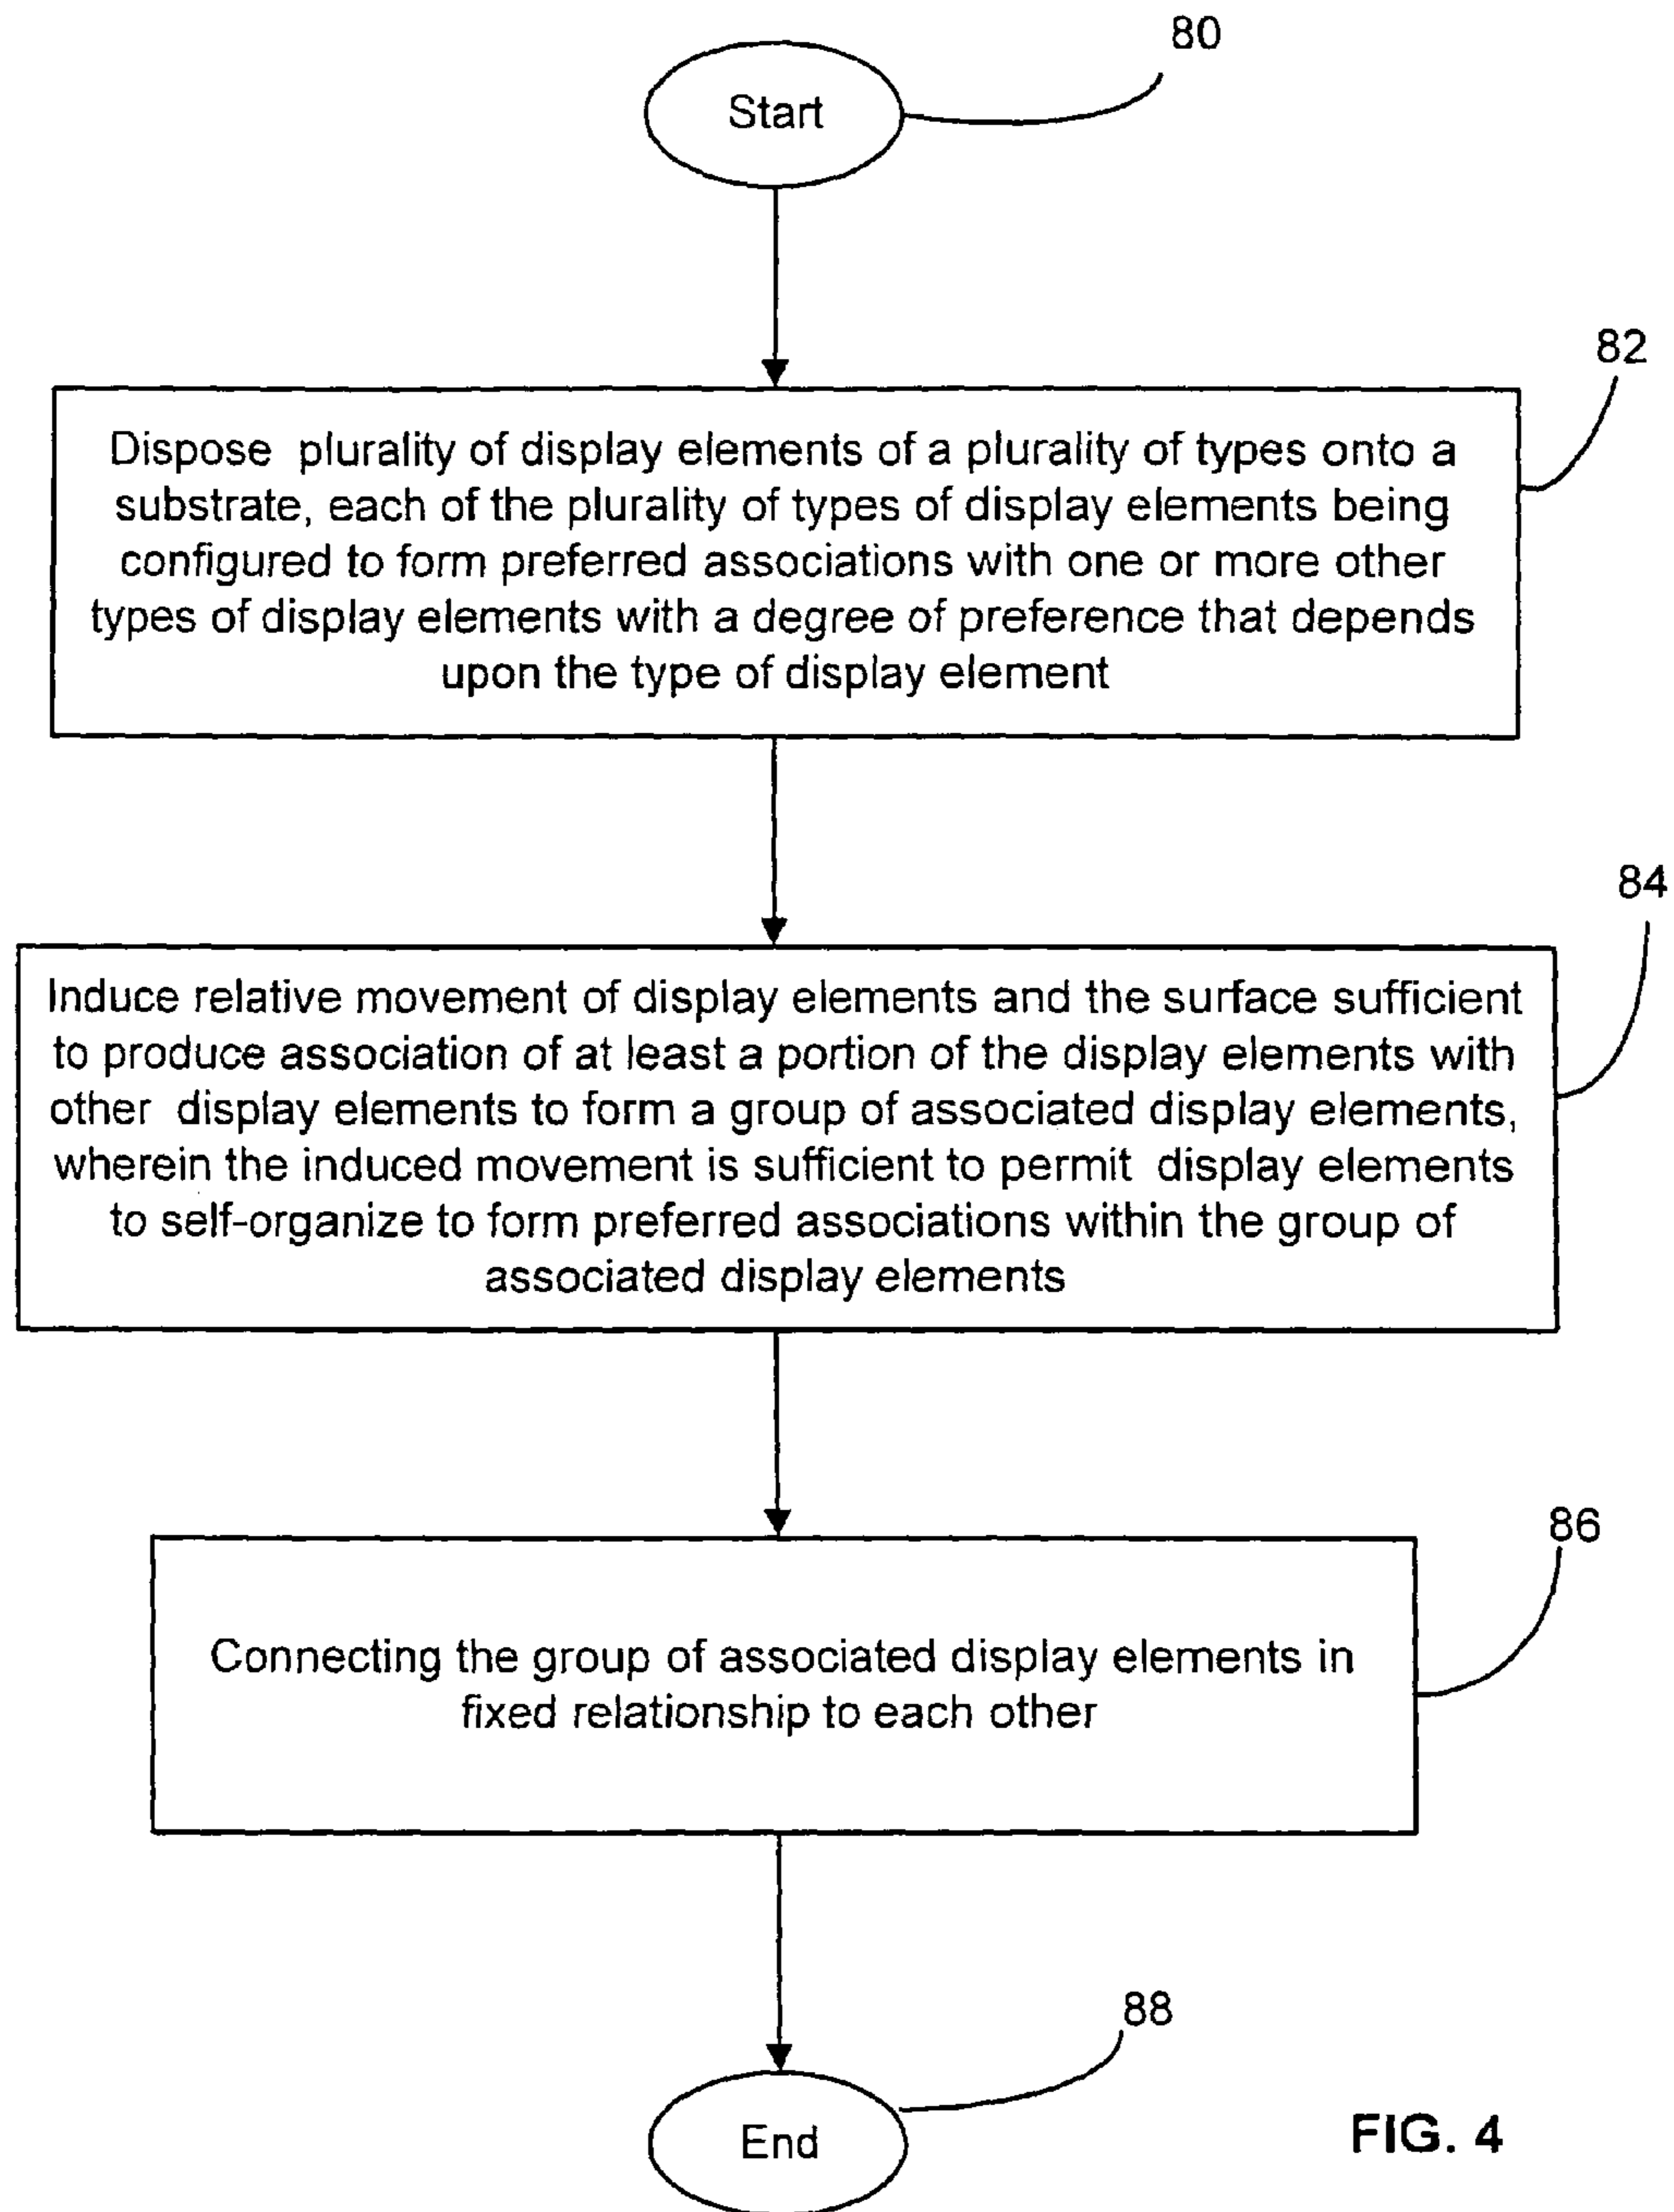 80
Start
82
Dispose plurality of display elements of a plurality of types onto a
substrate, each of the plurality of types of display elements being
configured to form preferred associations with one or more other
types of display elements with a degree of preference that depends
upon the type of display element
84
Induce relative movement of display elements and the surface sufficient
to produce association of at least a portion of the display elements with
other display elements to form a group of associated display elements,
wherein the induced movement is sufficient to permit display elements
to self-organize to form preferred associations within the group of
associated display elements
86
Connecting the group of associated display elements in
fixed relationship to each other
88
End
FIG. 4